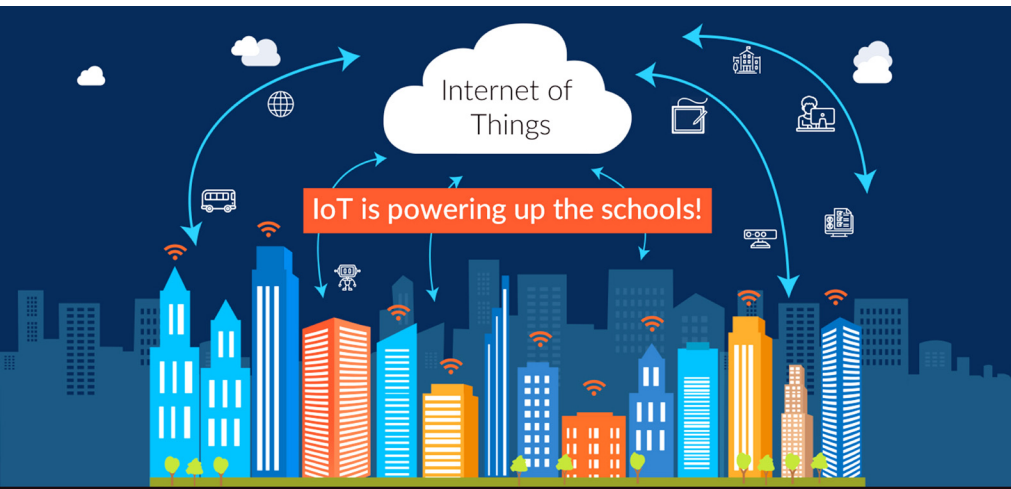 Internet of
Things
IoT is powering up the schools!